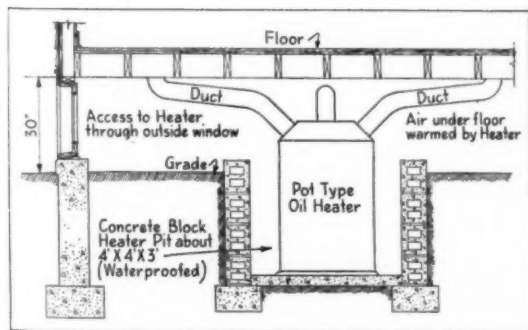 Floor
Duct
Duct
30"
Access to Heater
through outside window
Air under floor
warmed by Heater
Grade
Pot Type
Oil Heater
Concrete Block
Heater Pit about
4' X 4' X 3'
(Waterproofed)